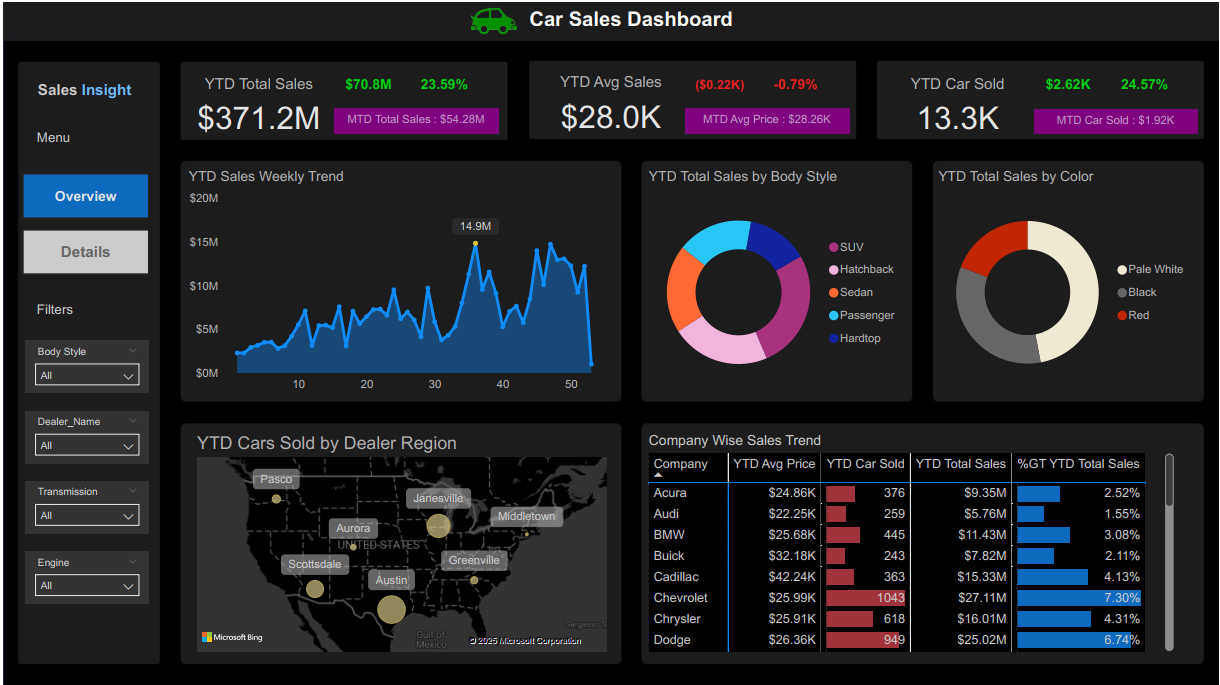 Car Sales Dashboard
Sales Insight
Menu
Overview
Details
Filters
Body Style
All
Dealer_Name
All
Transmission
All
Engine
All
YTD Total Sales $70.8M 23.59%
$371.2M MTD Total Sales : $54.28M
YTD Avg Sales ($0.22K) -0.79%
$28.0K MTD Avg Price : $28.26K
YTD Car Sold $2.62K 24.57%
13.3K MTD Car Sold : $1.92K
YTD Sales Weekly Trend
$20M
$15M
$10M
$5M
$0M
14.9M
10 20 30 40 50
YTD Total Sales by Body Style
SUV
Hatchback
Sedan
Passenger
Hardtop
YTD Total Sales by Color
Pale White
Black
Red
YTD Cars Sold by Dealer Region
Pasco
Janesville
Middletown
Aurora
UNITED STATES
Scottsdale
Greenville
Austin
Gulf of
Mexico
Sargasso S
Microsoft Bing
© 2025 Microsoft Corporation
Company Wise Sales Trend
Company YTD Avg Price YTD Car Sold YTD Total Sales %GT YTD Total Sales
Acura $24.86K 376 $9.35M 2.52%
Audi $22.25K 259 $5.76M 1.55%
BMW $25.68K 445 $11.43M 3.08%
Buick $32.18K 243 $7.82M 2.11%
Cadillac $42.24K 363 $15.33M 4.13%
Chevrolet $25.99K 1043 $27.11M 7.30%
Chrysler $25.91K 618 $16.01M 4.31%
Dodge $26.36K 949 $25.02M 6.74%